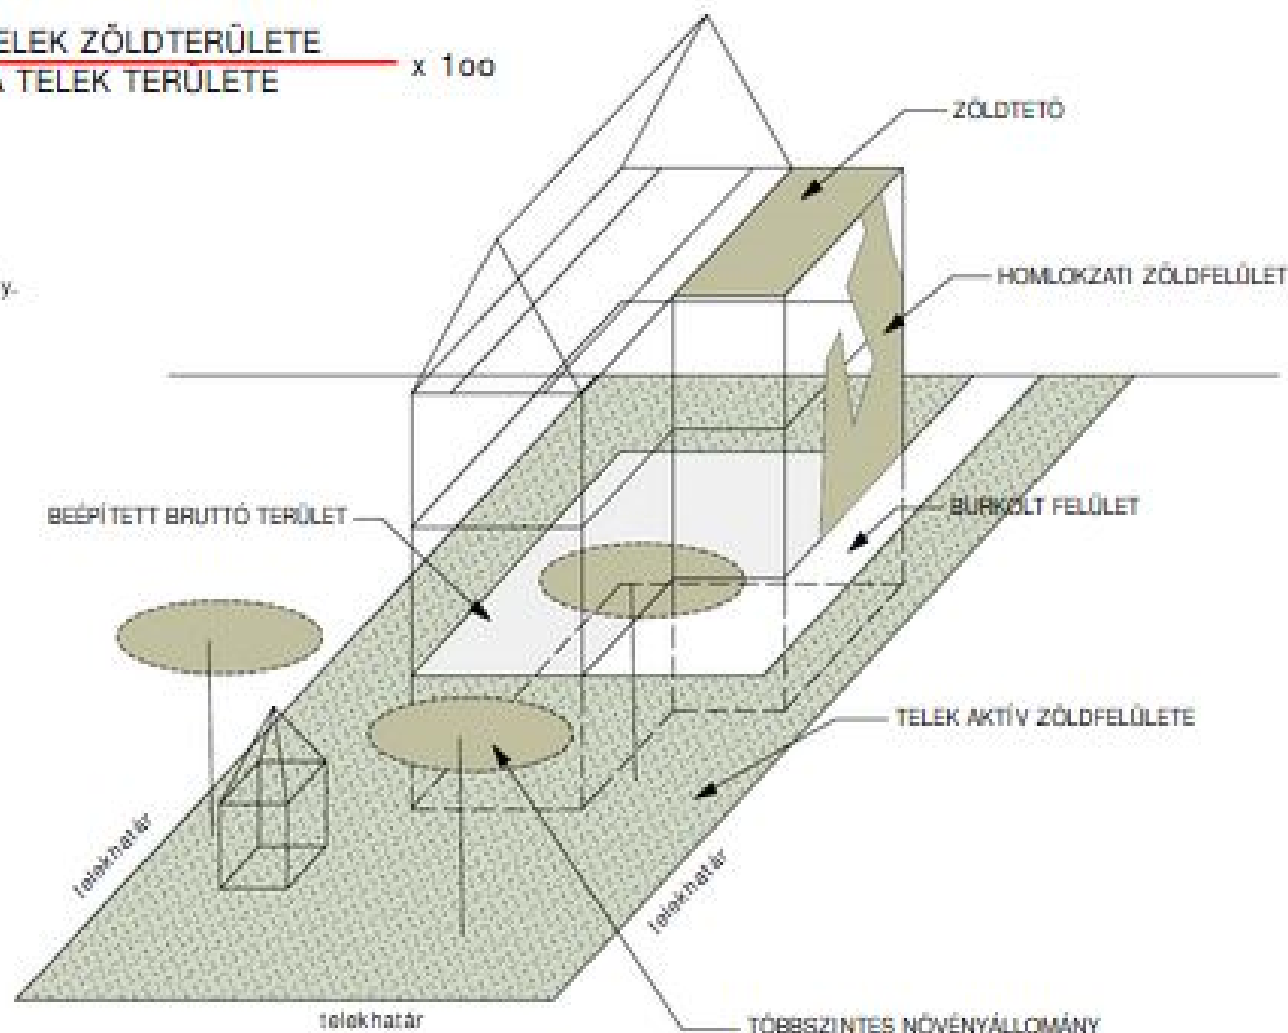 ELEK ZÖLDTERÜLETE
A TELEK TERÜLETE
x 1oo
ZÖLDTETŐ
HOMLOKZATI ZÖLDFELÜLET
y.
BEÉPÍTETT BRUTTÓ TERÜLET
BURKOLT FELÜLET
TELEK AKTÍV ZÖLDFELÜLETE
telekhatár
telekhatár
telekhatár
TÖBBSZINTES NÖVÉNYÁLLOMÁNY